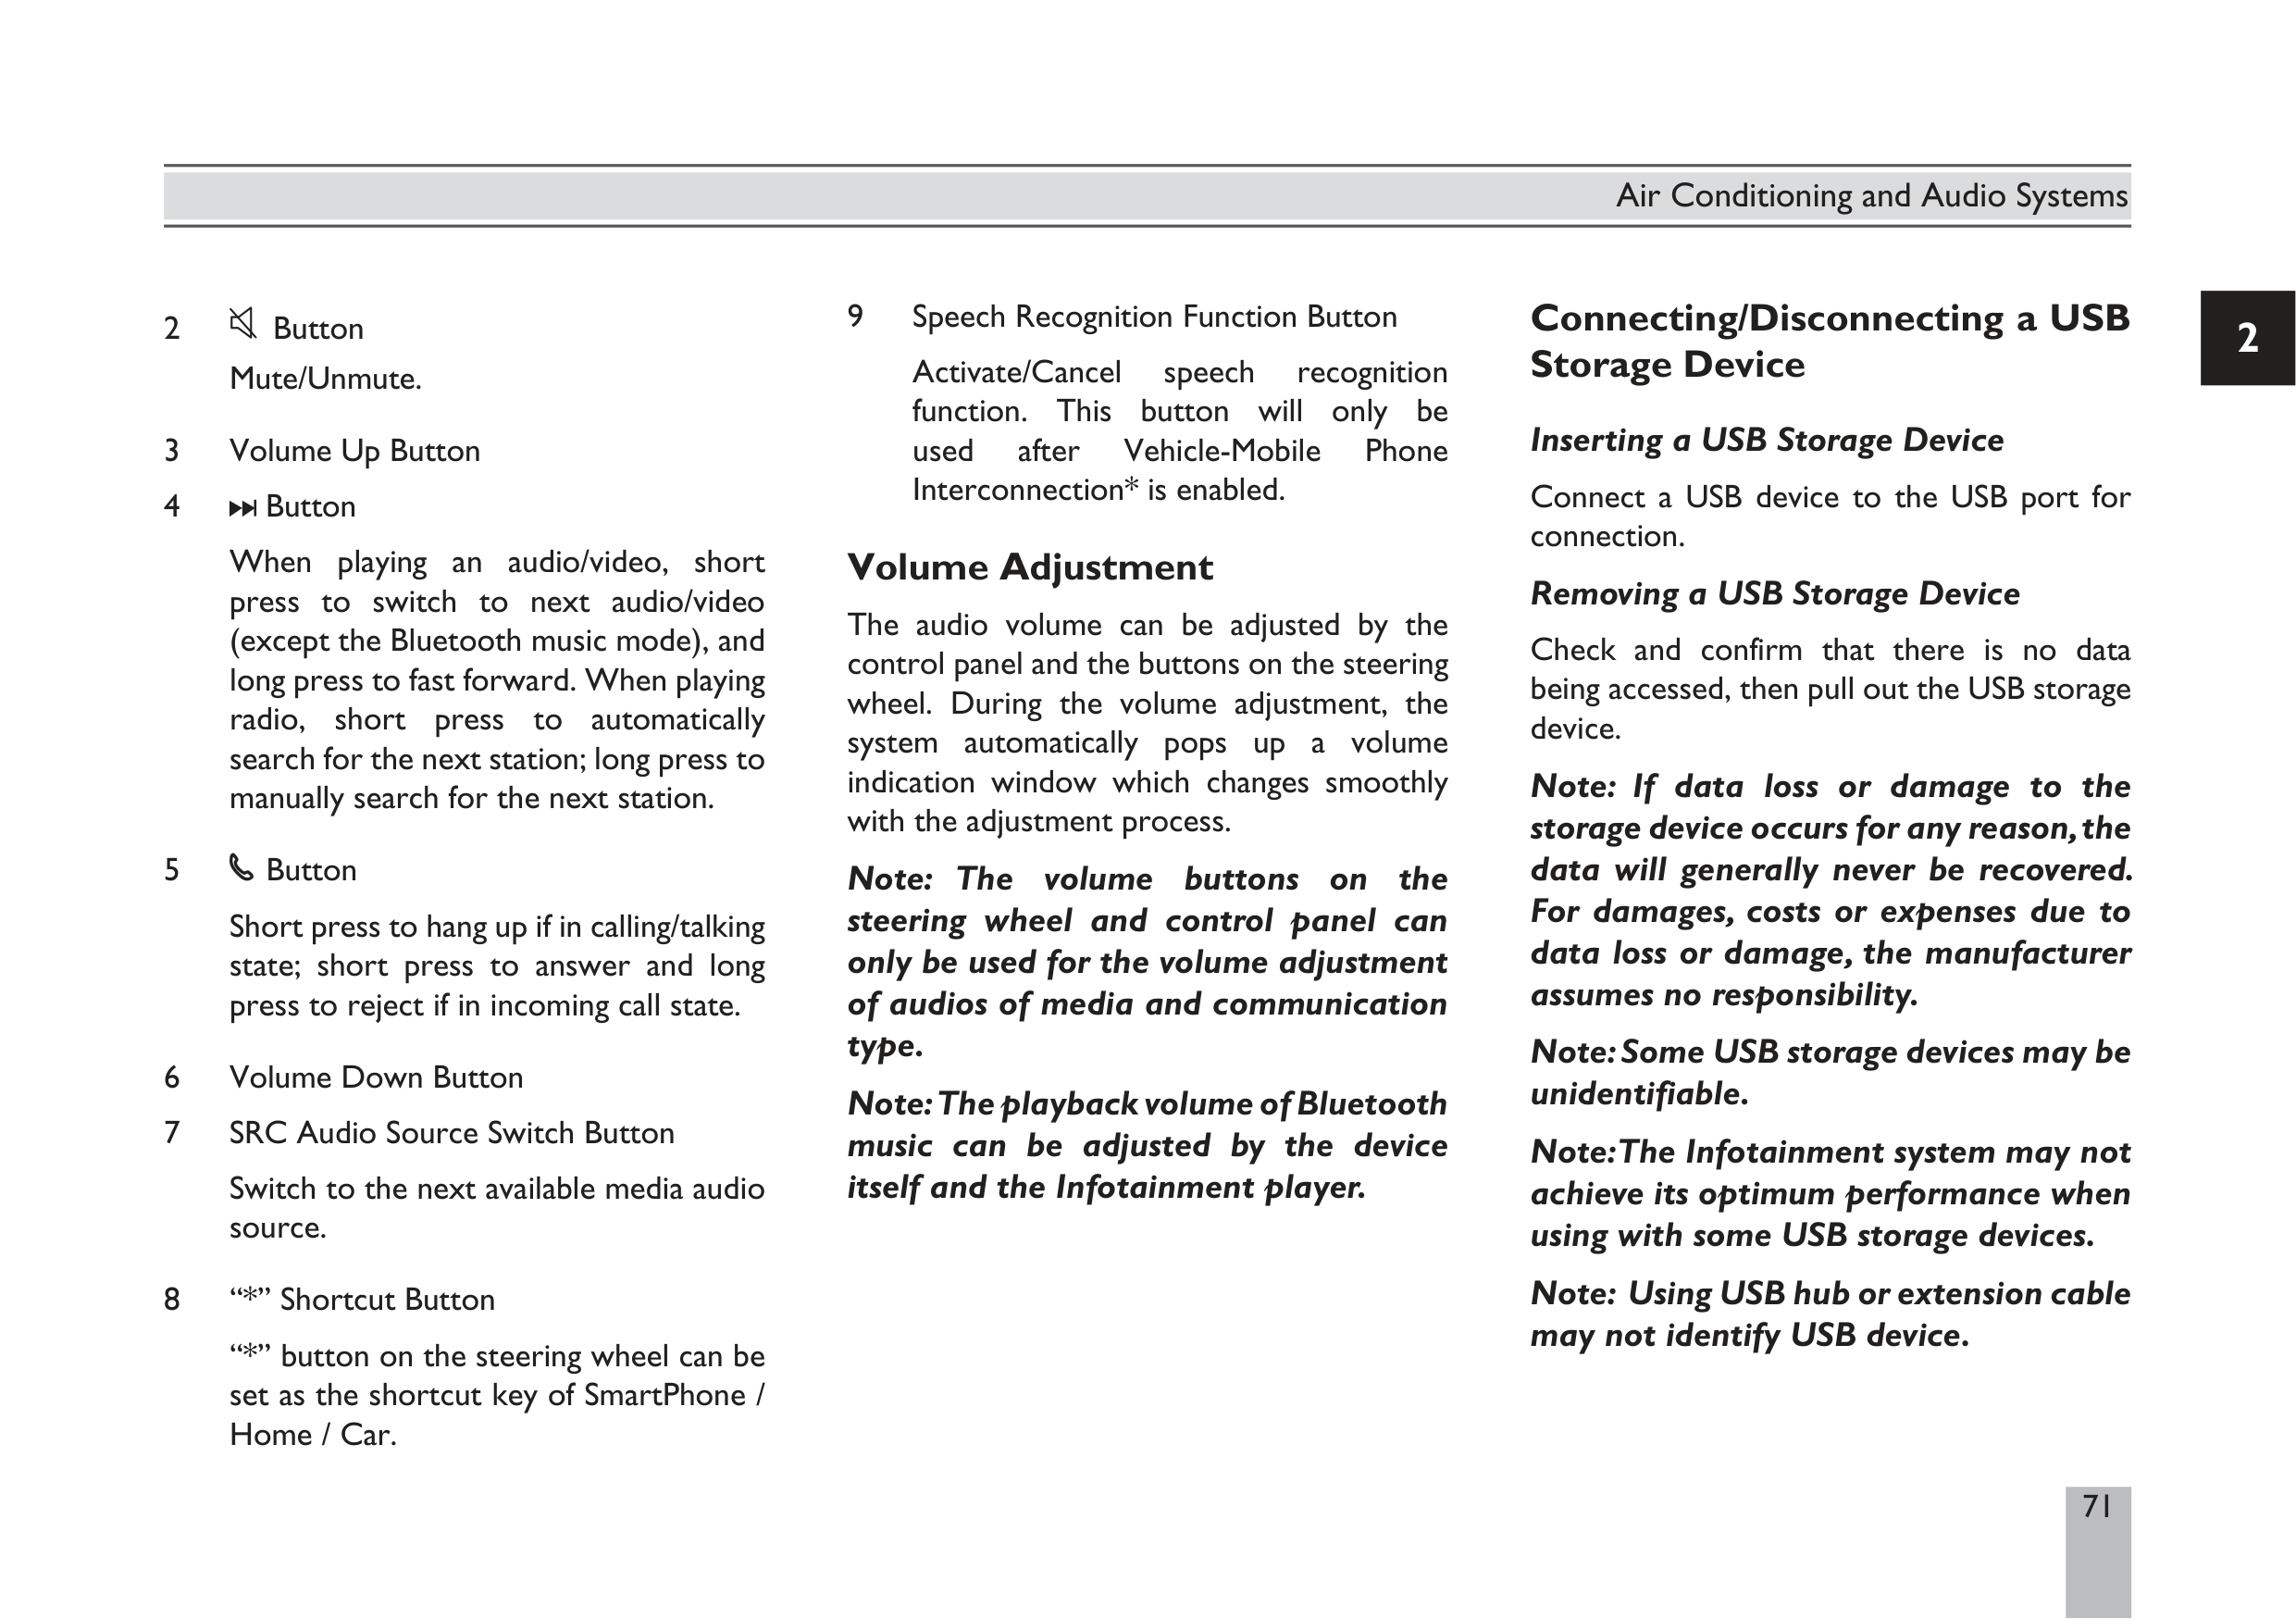 Air Conditioning and Audio Systems
2 Button
Mute/Unmute.
3 Volume Up Button
4 Button
When playing an audio/video, short
press to switch to next audio/video
(except the Bluetooth music mode), and
long press to fast forward. When playing
radio, short press to automatically
search for the next station; long press to
manually search for the next station.
5 Button
Short press to hang up if in calling/talking
state; short press to answer and long
press to reject if in incoming call state.
6 Volume Down Button
7 SRC Audio Source Switch Button
Switch to the next available media audio
source.
8 “*” Shortcut Button
“*” button on the steering wheel can be
set as the shortcut key of SmartPhone /
Home / Car.
9 Speech Recognition Function Button
Activate/Cancel speech recognition
function. This button will only be
used after Vehicle-Mobile Phone
Interconnection* is enabled.
Volume Adjustment
The audio volume can be adjusted by the
control panel and the buttons on the steering
wheel. During the volume adjustment, the
system automatically pops up a volume
indication window which changes smoothly
with the adjustment process.
Note: The volume buttons on the
steering wheel and control panel can
only be used for the volume adjustment
of audios of media and communication
type.
Note: The playback volume of Bluetooth
music can be adjusted by the device
itself and the Infotainment player.
Connecting/Disconnecting a USB
Storage Device
Inserting a USB Storage Device
Connect a USB device to the USB port for
connection.
Removing a USB Storage Device
Check and confirm that there is no data
being accessed, then pull out the USB storage
device.
Note: If data loss or damage to the
storage device occurs for any reason, the
data will generally never be recovered.
For damages, costs or expenses due to
data loss or damage, the manufacturer
assumes no responsibility.
Note: Some USB storage devices may be
unidentifiable.
Note: The Infotainment system may not
achieve its optimum performance when
using with some USB storage devices.
Note: Using USB hub or extension cable
may not identify USB device.
2
71